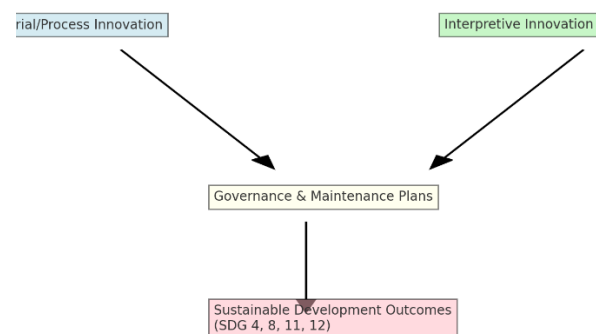 rial/Process Innovation
Interpretive Innovation
Governance & Maintenance Plans
Sustainable Development Outcomes
(SDG 4, 8, 11, 12)